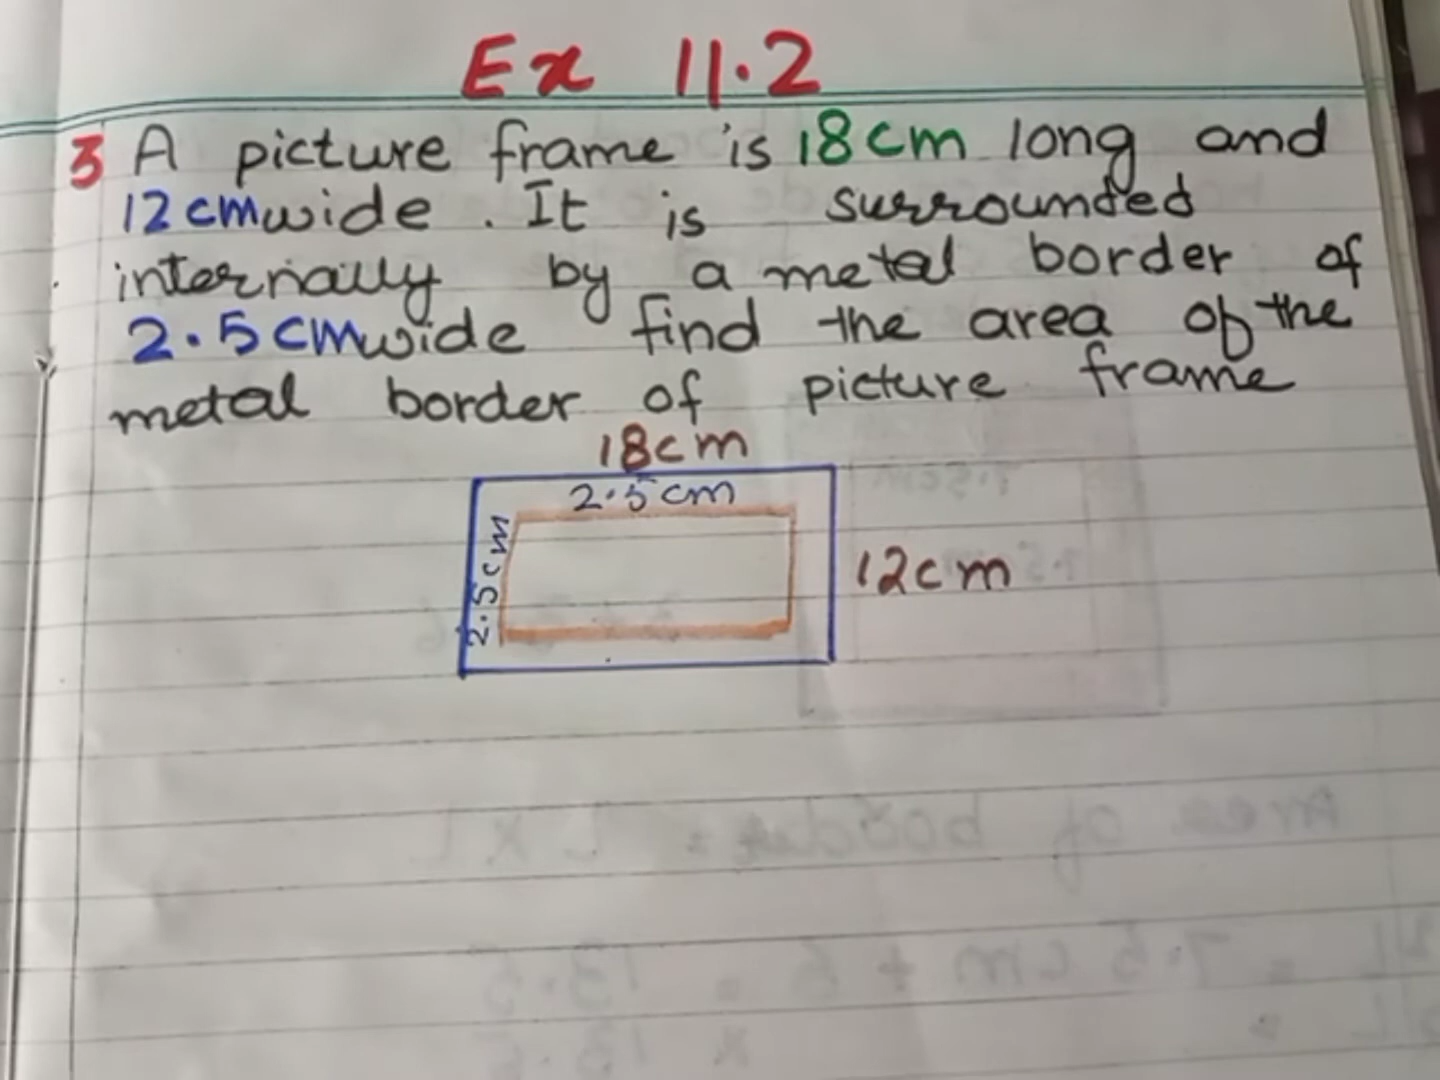 Ex 11.2
3 A picture frame is 18cm long and
12cm wide. It is surrounded
internally by a metal border of
2.5cm wide find the area of the
metal border of picture frame
18cm
2.5cm
2.5cm
12cm